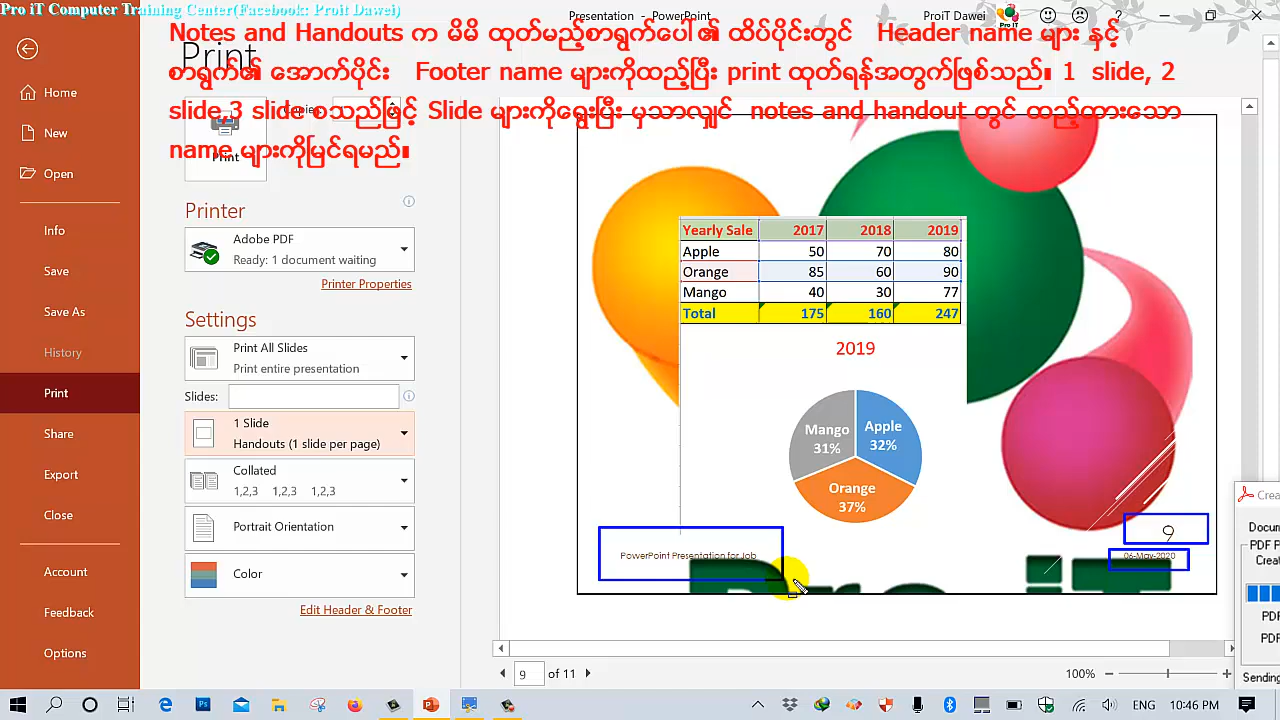 Pro iT Computer Training Center(Facebook: Proit Dawei)
Presentation - PowerPoint
ProiT Dawei
Notes and Handouts က မိမိ ထုတ်မည့်စာရွက်ပေါ်၏ ထိပ်ပိုင်းတွင် Header name များ နှင့်
စာရွက်၏ အောက်ပိုင်း Footer name များကိုထည့်ပြီး print ထုတ်ရန်အတွက်ဖြစ်သည်။ 1 slide, 2
slide,3 slide စသည်ဖြင့် Slide များကိုရွေးပြီး မှသာလျှင် notes and handout တွင် ထည့်ထားသော
name များကိုမြင်ရမည်။
Print
Copies:
Print
Home
New
Open
Info
Save
Save As
History
Print
Share
Export
Close
Account
Feedback
Options
Printer
Adobe PDF
Ready: 1 document waiting
Printer Properties
Settings
Print All Slides
Print entire presentation
Slides:
1 Slide
Handouts (1 slide per page)
Collated
1,2,3 1,2,3 1,2,3
Portrait Orientation
Color
Edit Header & Footer
Yearly Sale 2017 2018 2019
Apple 50 70 80
Orange 85 60 90
Mango 40 30 77
Total 175 160 247
2019
Mango 31%
Apple 32%
Orange 37%
PowerPoint Presentation for Job
9
06-May-2020
9 of 11
100%
Crea
Docum
PDF P
Creat
PDF
PDF
Sending
ENG 10:46 PM